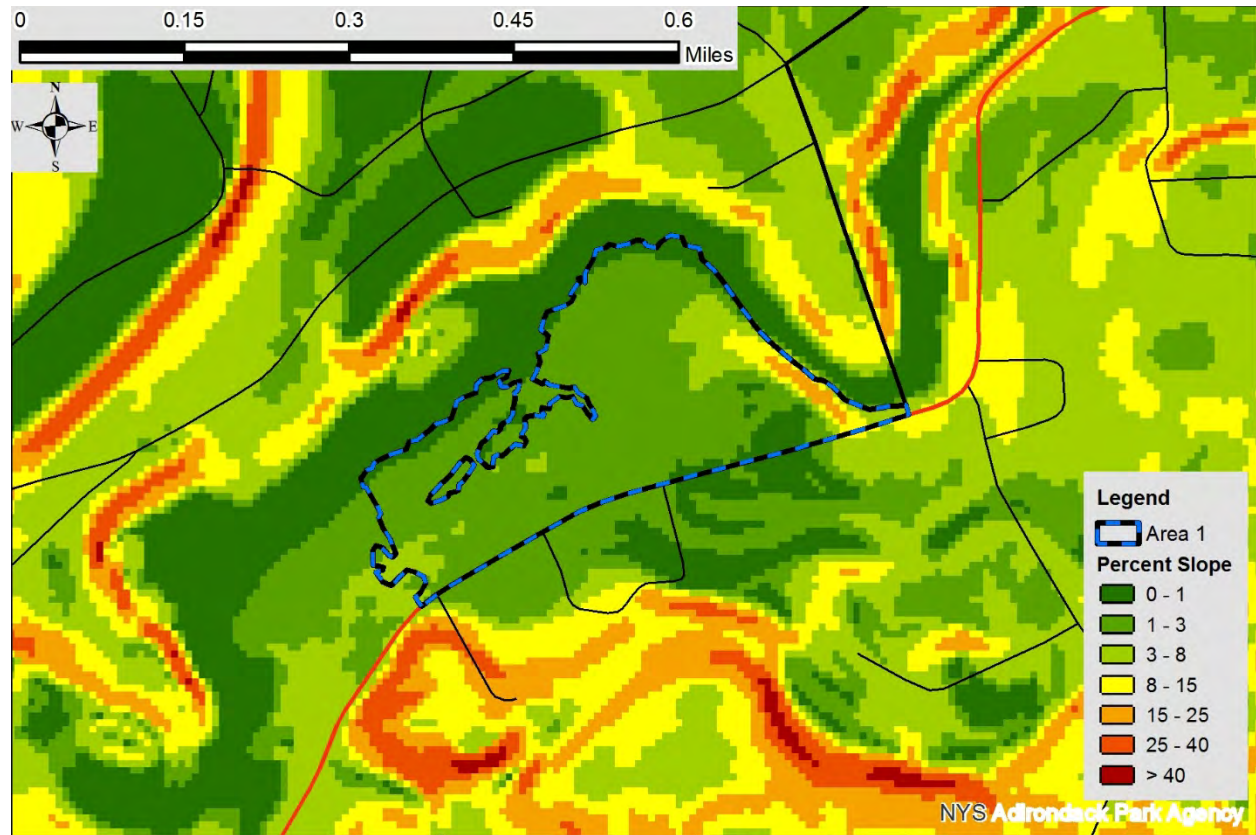 0 0.15 0.3 0.45 0.6
Miles
N
W E
S
Legend
Area 1
Percent Slope
0 - 1
1 - 3
3 - 8
8 - 15
15 - 25
25 - 40
> 40
NYS Adirondack Park Agency